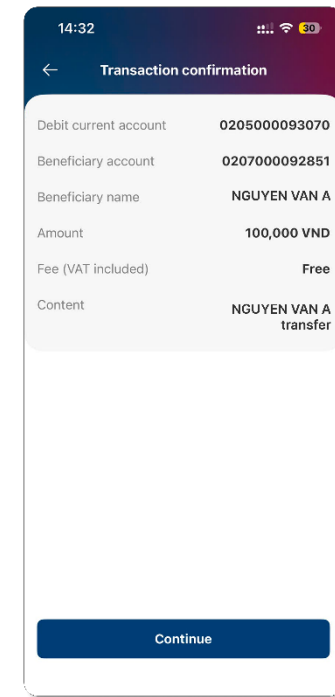 14:32
30
Transaction confirmation
Debit current account 0205000093070
Beneficiary account 0207000092851
Beneficiary name NGUYEN VAN A
Amount 100,000 VND
Fee (VAT included) Free
Content NGUYEN VAN A
transfer
Continue